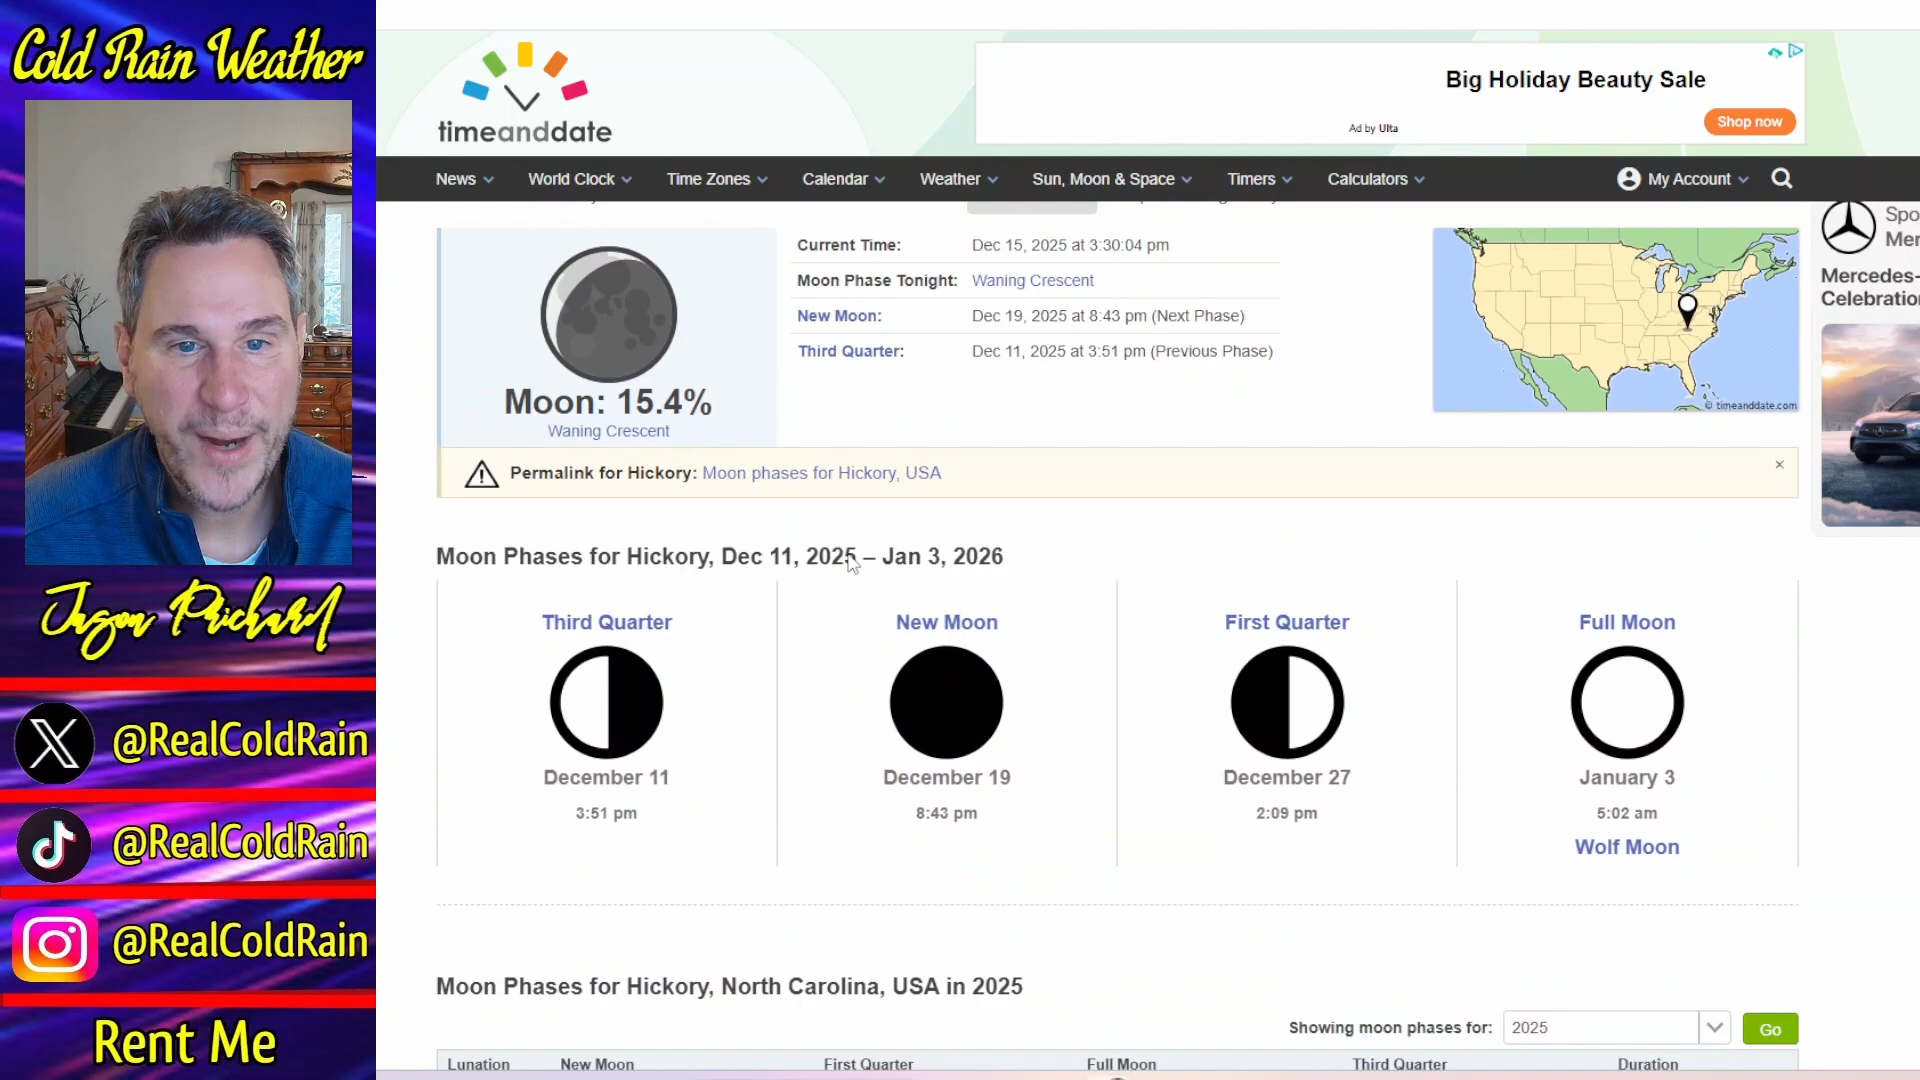 Cold Rain Weather
Jason Prichard
@RealColdRain
@RealColdRain
@RealColdRain
Rent Me
timeanddate
Big Holiday Beauty Sale
Ad by Ulta
Shop now
News
World Clock
Time Zones
Calendar
Weather
Sun, Moon & Space
Timers
Calculators
My Account
Moon: 15.4%
Waning Crescent
Current Time: Dec 15, 2025 at 3:30:04 pm
Moon Phase Tonight: Waning Crescent
New Moon: Dec 19, 2025 at 8:43 pm (Next Phase)
Third Quarter: Dec 11, 2025 at 3:51 pm (Previous Phase)
© timeanddate.com
Spo
Mer
Mercedes-
Celebratio
Permalink for Hickory: Moon phases for Hickory, USA
Moon Phases for Hickory, Dec 11, 2025 – Jan 3, 2026
Third Quarter
December 11
3:51 pm
New Moon
December 19
8:43 pm
First Quarter
December 27
2:09 pm
Full Moon
January 3
5:02 am
Wolf Moon
Moon Phases for Hickory, North Carolina, USA in 2025
Showing moon phases for: 2025 Go
Lunation New Moon First Quarter Full Moon Third Quarter Duration